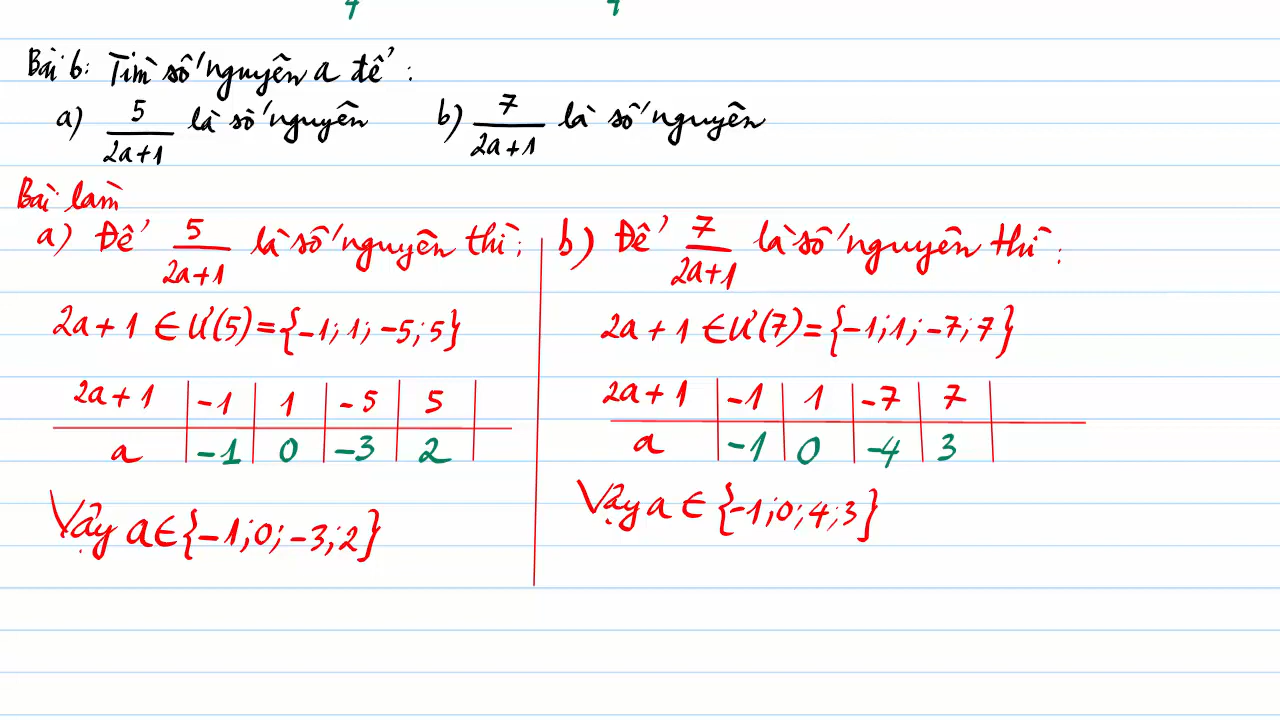 4 4
Bài 6: Tìm số nguyên a để:
a) 5/(2a+1) là số nguyên b) 7/(2a+1) là số nguyên
Bài làm
a) Để 5/(2a+1) là số nguyên thì:
2a+1 ∈ Ư(5)={-1;1;-5;5}
2a+1 | -1 | 1 | -5 | 5 |
a | -1 | 0 | -3 | 2 |
Vậy a∈{-1;0;-3;2}
b) Để 7/(2a+1) là số nguyên thì:
2a+1 ∈Ư(7)={-1;1;-7;7}
2a+1 | -1 | 1 | -7 | 7 |
a | -1 | 0 | -4 | 3 |
Vậy a ∈ {-1;0;4;3}